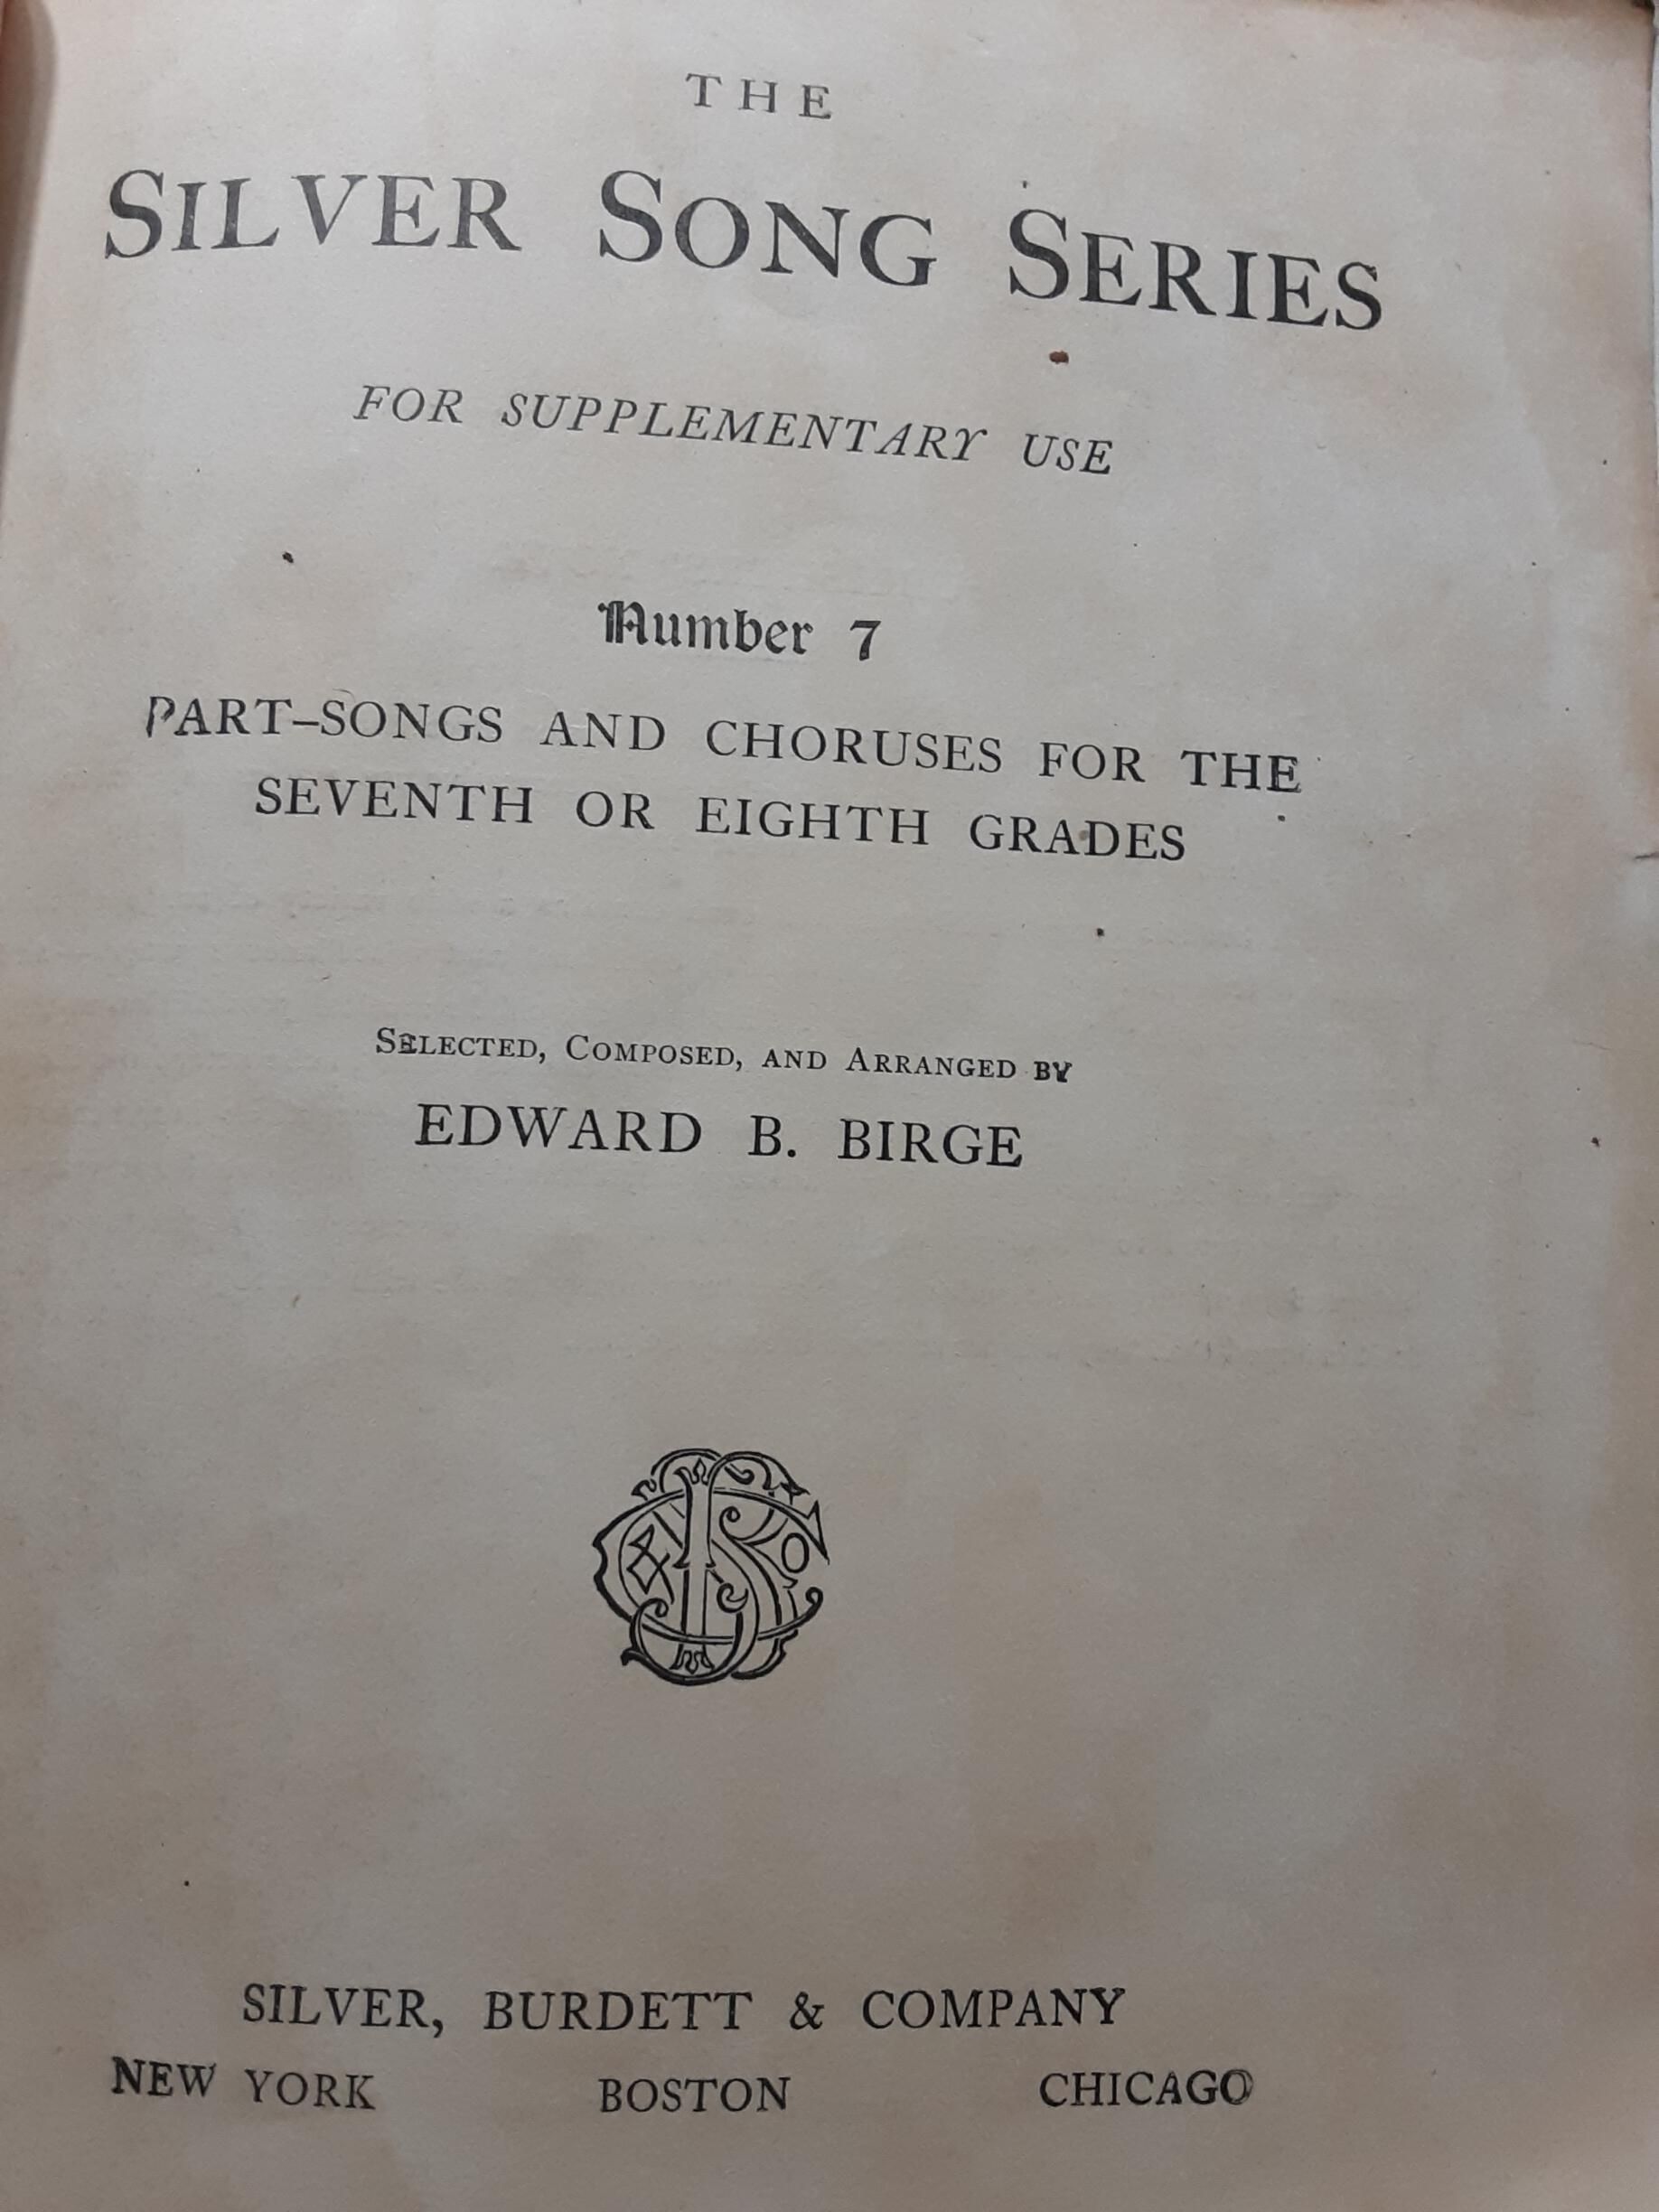 THE
SILVER SONG SERIES
FOR SUPPLEMENTARY USE
Number 7
PART-SONGS AND CHORUSES FOR THE
SEVENTH OR EIGHTH GRADES
SELECTED, COMPOSED, AND ARRANGED BY
EDWARD B. BIRGE
SILVER, BURDETT & COMPANY
NEW YORK BOSTON CHICAGO